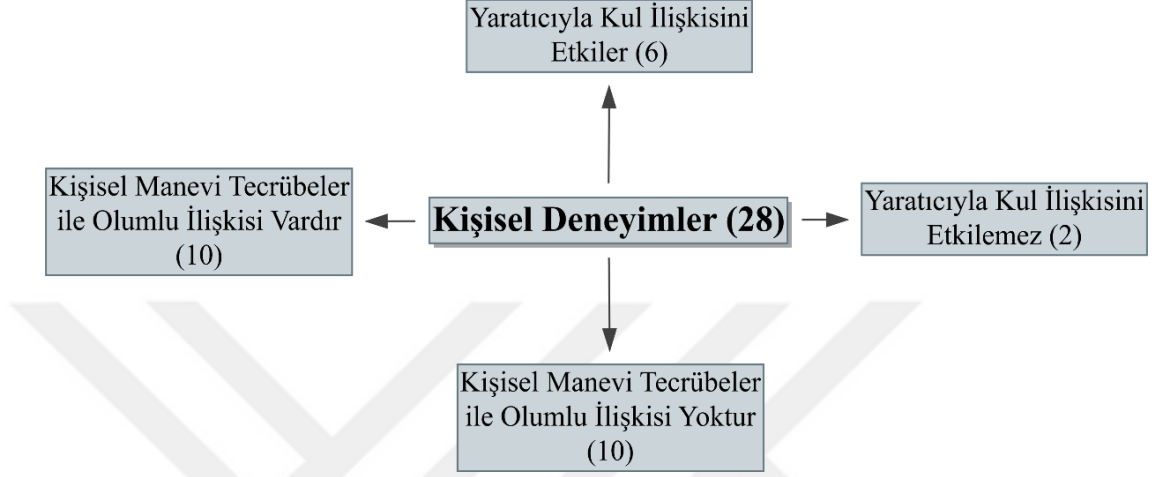 Yaratıcıyla Kul İlişkisini
Etkiler (6)
Kişisel Manevi Tecrübeler
ile Olumlu İlişkisi Vardır
(10)
Kişisel Deneyimler (28)
Yaratıcıyla Kul İlişkisini
Etkilemez (2)
Kişisel Manevi Tecrübeler
ile Olumlu İlişkisi Yoktur
(10)